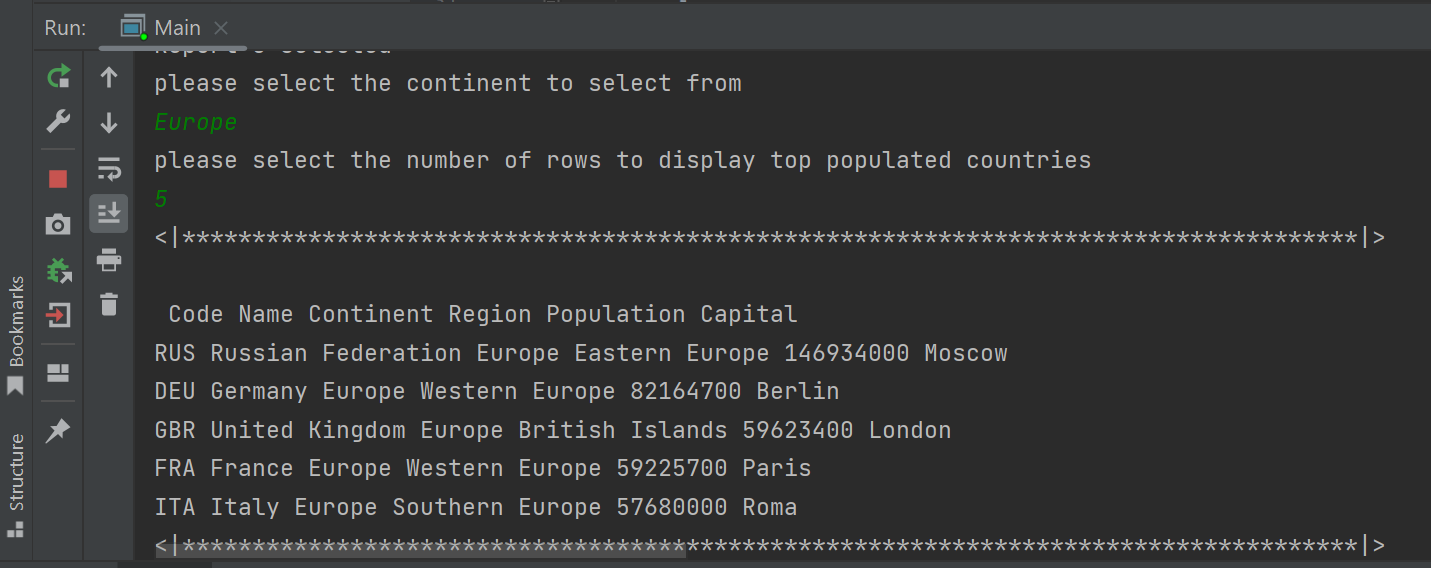 Run: Main
please select the continent to select from
Europe
please select the number of rows to display top populated countries
5
<|************************************************************************************|>
Code Name Continent Region Population Capital
RUS Russian Federation Europe Eastern Europe 146934000 Moscow
DEU Germany Europe Western Europe 82164700 Berlin
GBR United Kingdom Europe British Islands 59623400 London
FRA France Europe Western Europe 59225700 Paris
ITA Italy Europe Southern Europe 57680000 Roma
<|************************************************************************************|>
Bookmarks
Structure